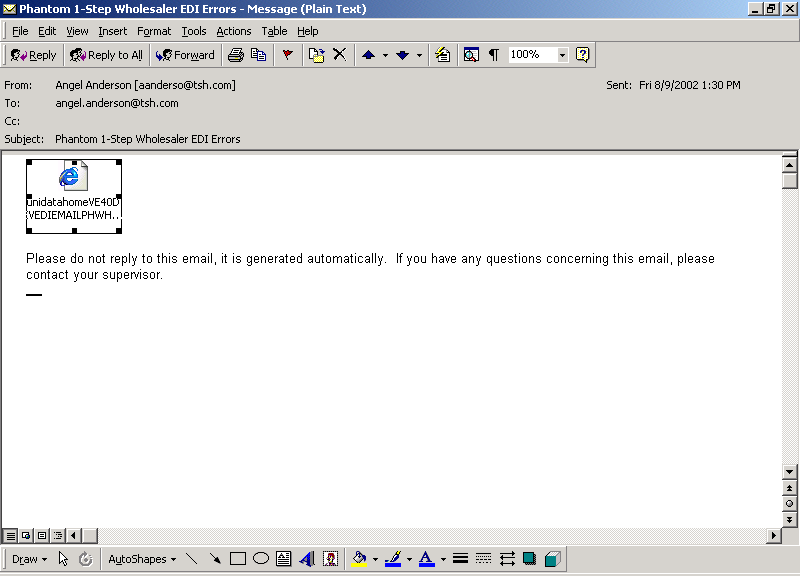 Phantom 1-Step Wholesaler EDI Errors - Message (Plain Text)
File Edit View Insert Format Tools Actions Table Help
Reply Reply to All Forward 100%
From: Angel Anderson [aanderso@tsh.com] Sent: Fri 8/9/2002 1:30 PM
To: angel.anderson@tsh.com
Cc:
Subject: Phantom 1-Step Wholesaler EDI Errors
unidatahomeVE40D
VEDIEMAILPHWH...
Please do not reply to this email, it is generated automatically.  If you have any questions concerning this email, please
contact your supervisor.
Draw AutoShapes